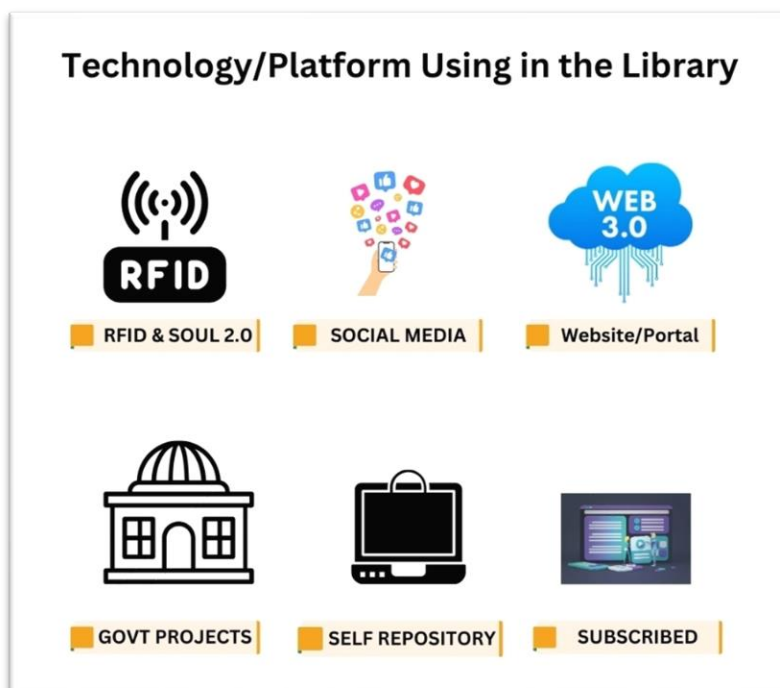 Technology/Platform Using in the Library
WEB
3.0
RFID
RFID & SOUL 2.0
SOCIAL MEDIA
Website/Portal
GOVT PROJECTS
SELF REPOSITORY
SUBSCRIBED